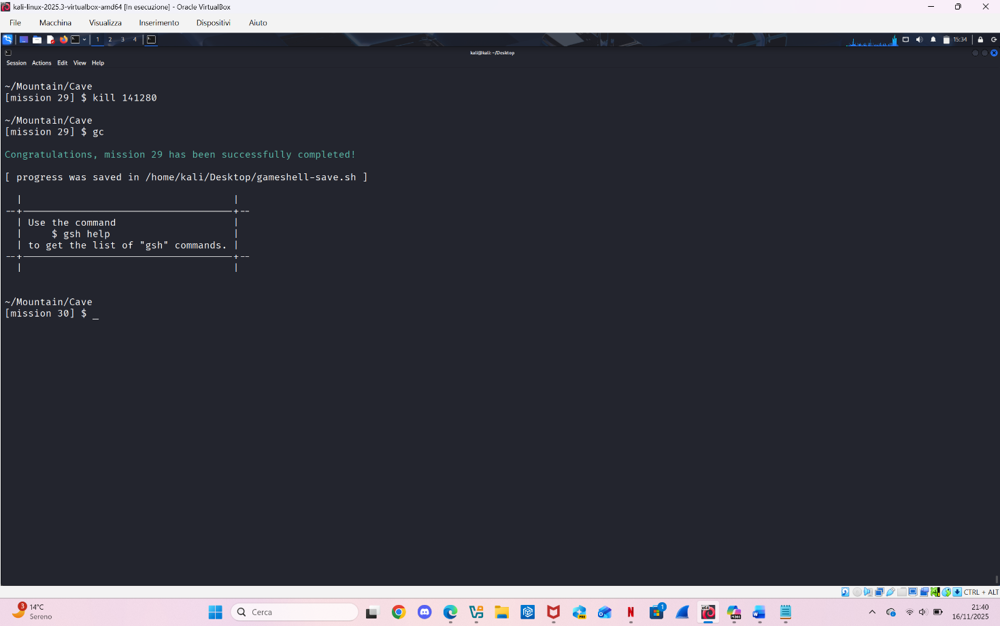 kali-linux-2025.3-virtualbox-amd64 [In esecuzione] - Oracle VirtualBox
File Macchina Visualizza Inserimento Dispositivi Aiuto
1 2 3 4 15:34
kali@kali: ~/Desktop
Session Actions Edit View Help
~/Mountain/Cave
[mission 29] $ kill 141280
~/Mountain/Cave
[mission 29] $ gc
Congratulations, mission 29 has been successfully completed!
[ progress was saved in /home/kali/Desktop/gameshell-save.sh ]
Use the command
$ gsh help
to get the list of "gsh" commands.
~/Mountain/Cave
[mission 30] $ _
CTRL + ALT
3 14°C
Sereno
Cerca
1
21:40
16/11/2025